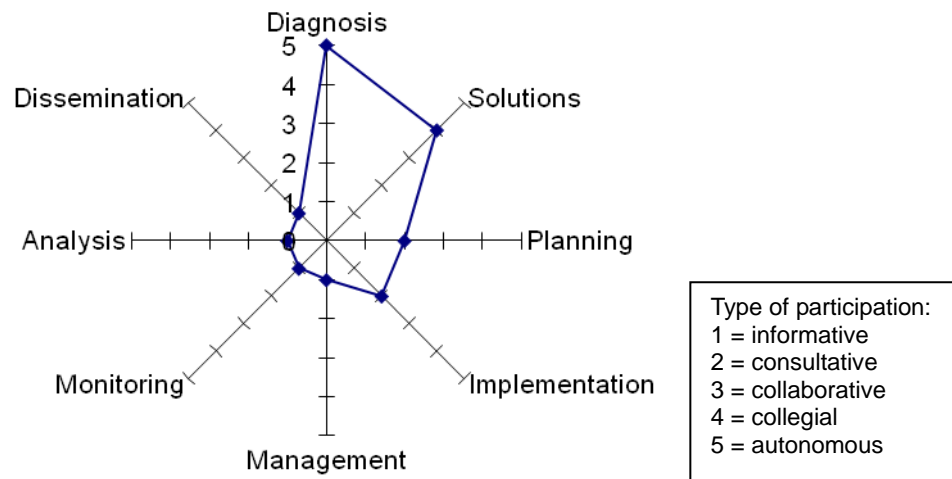 Diagnosis
5
4
3
2
1
0
Dissemination
Solutions
Analysis
Planning
Monitoring
Implementation
Management
Type of participation:
1 = informative
2 = consultative
3 = collaborative
4 = collegial
5 = autonomous